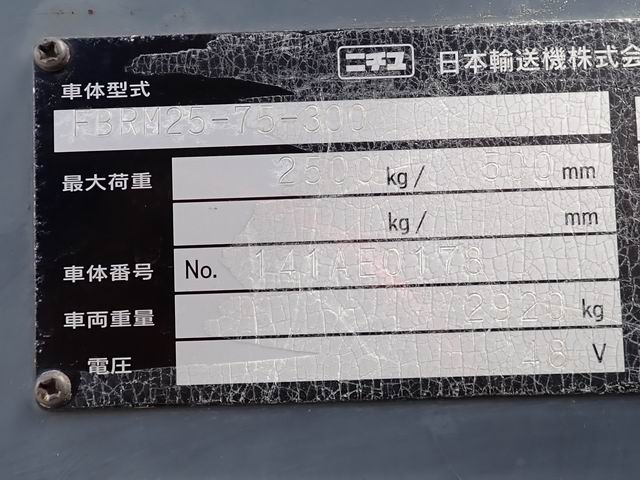 ニチユ 日本輸送機株式会
車体型式
FBRM25-75-300
最大荷重 2500 kg/ 500 mm
kg/ mm
車体番号 No. 141AE0178
車両重量 2920 kg
電圧 48 V